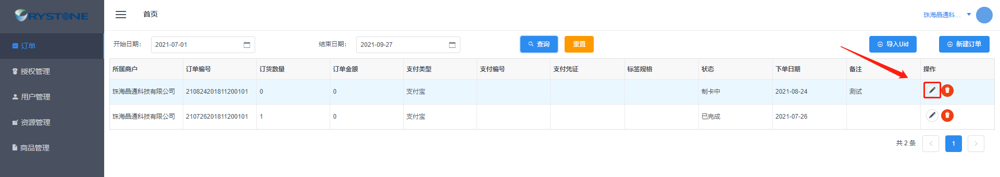 CRYSTONE
首页
珠海晶通科...
订单
授权管理
用户管理
资源管理
商品管理
开始日期： 2021-07-01 结束日期： 2021-09-27 查询 重置 导入Uid 新建订单
所属商户 订单编号 订货数量 订单金额 支付类型 支付编号 支付凭证 标签规格 状态 下单日期 备注 操作
珠海晶通科技有限公司 210824201811200101 0 0 支付宝 制卡中 2021-08-24 测试
珠海晶通科技有限公司 210726201811200101 1 0 支付宝 已完成 2021-07-26
共 2 条 1